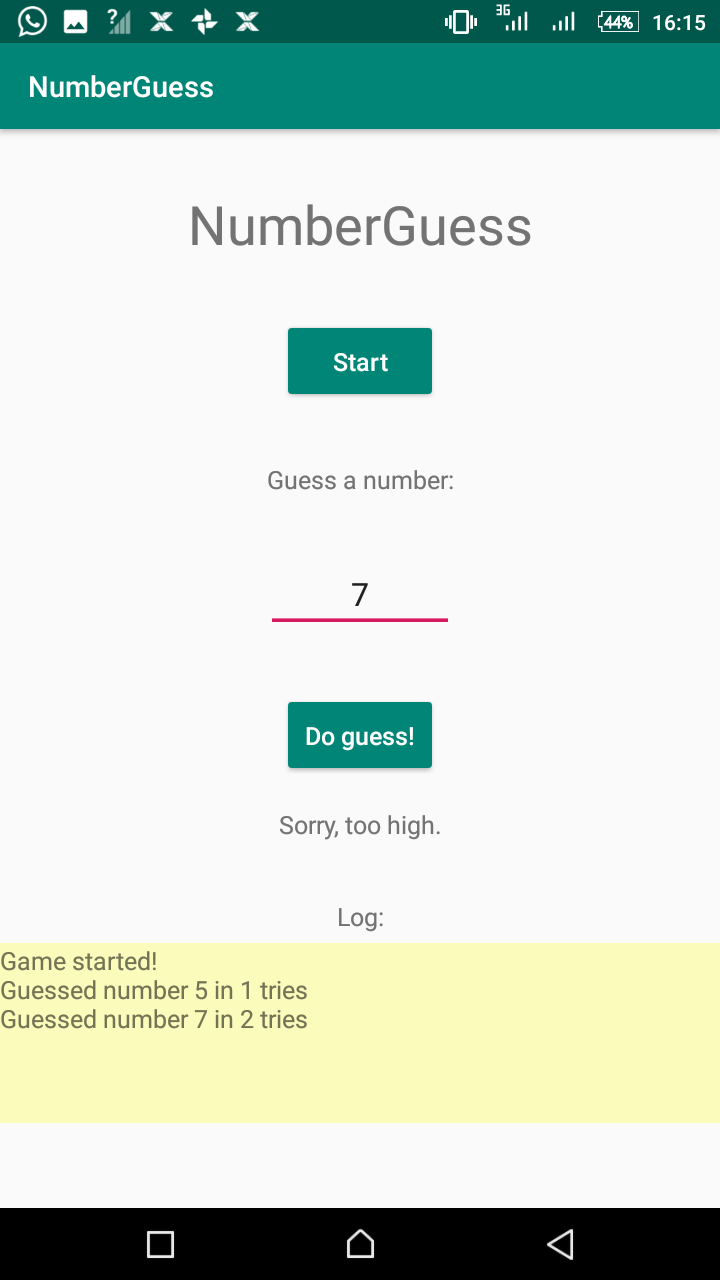 3G 44% 16:15
NumberGuess
NumberGuess
Start
Guess a number:
7
Do guess!
Sorry, too high.
Log:
Game started!
Guessed number 5 in 1 tries
Guessed number 7 in 2 tries